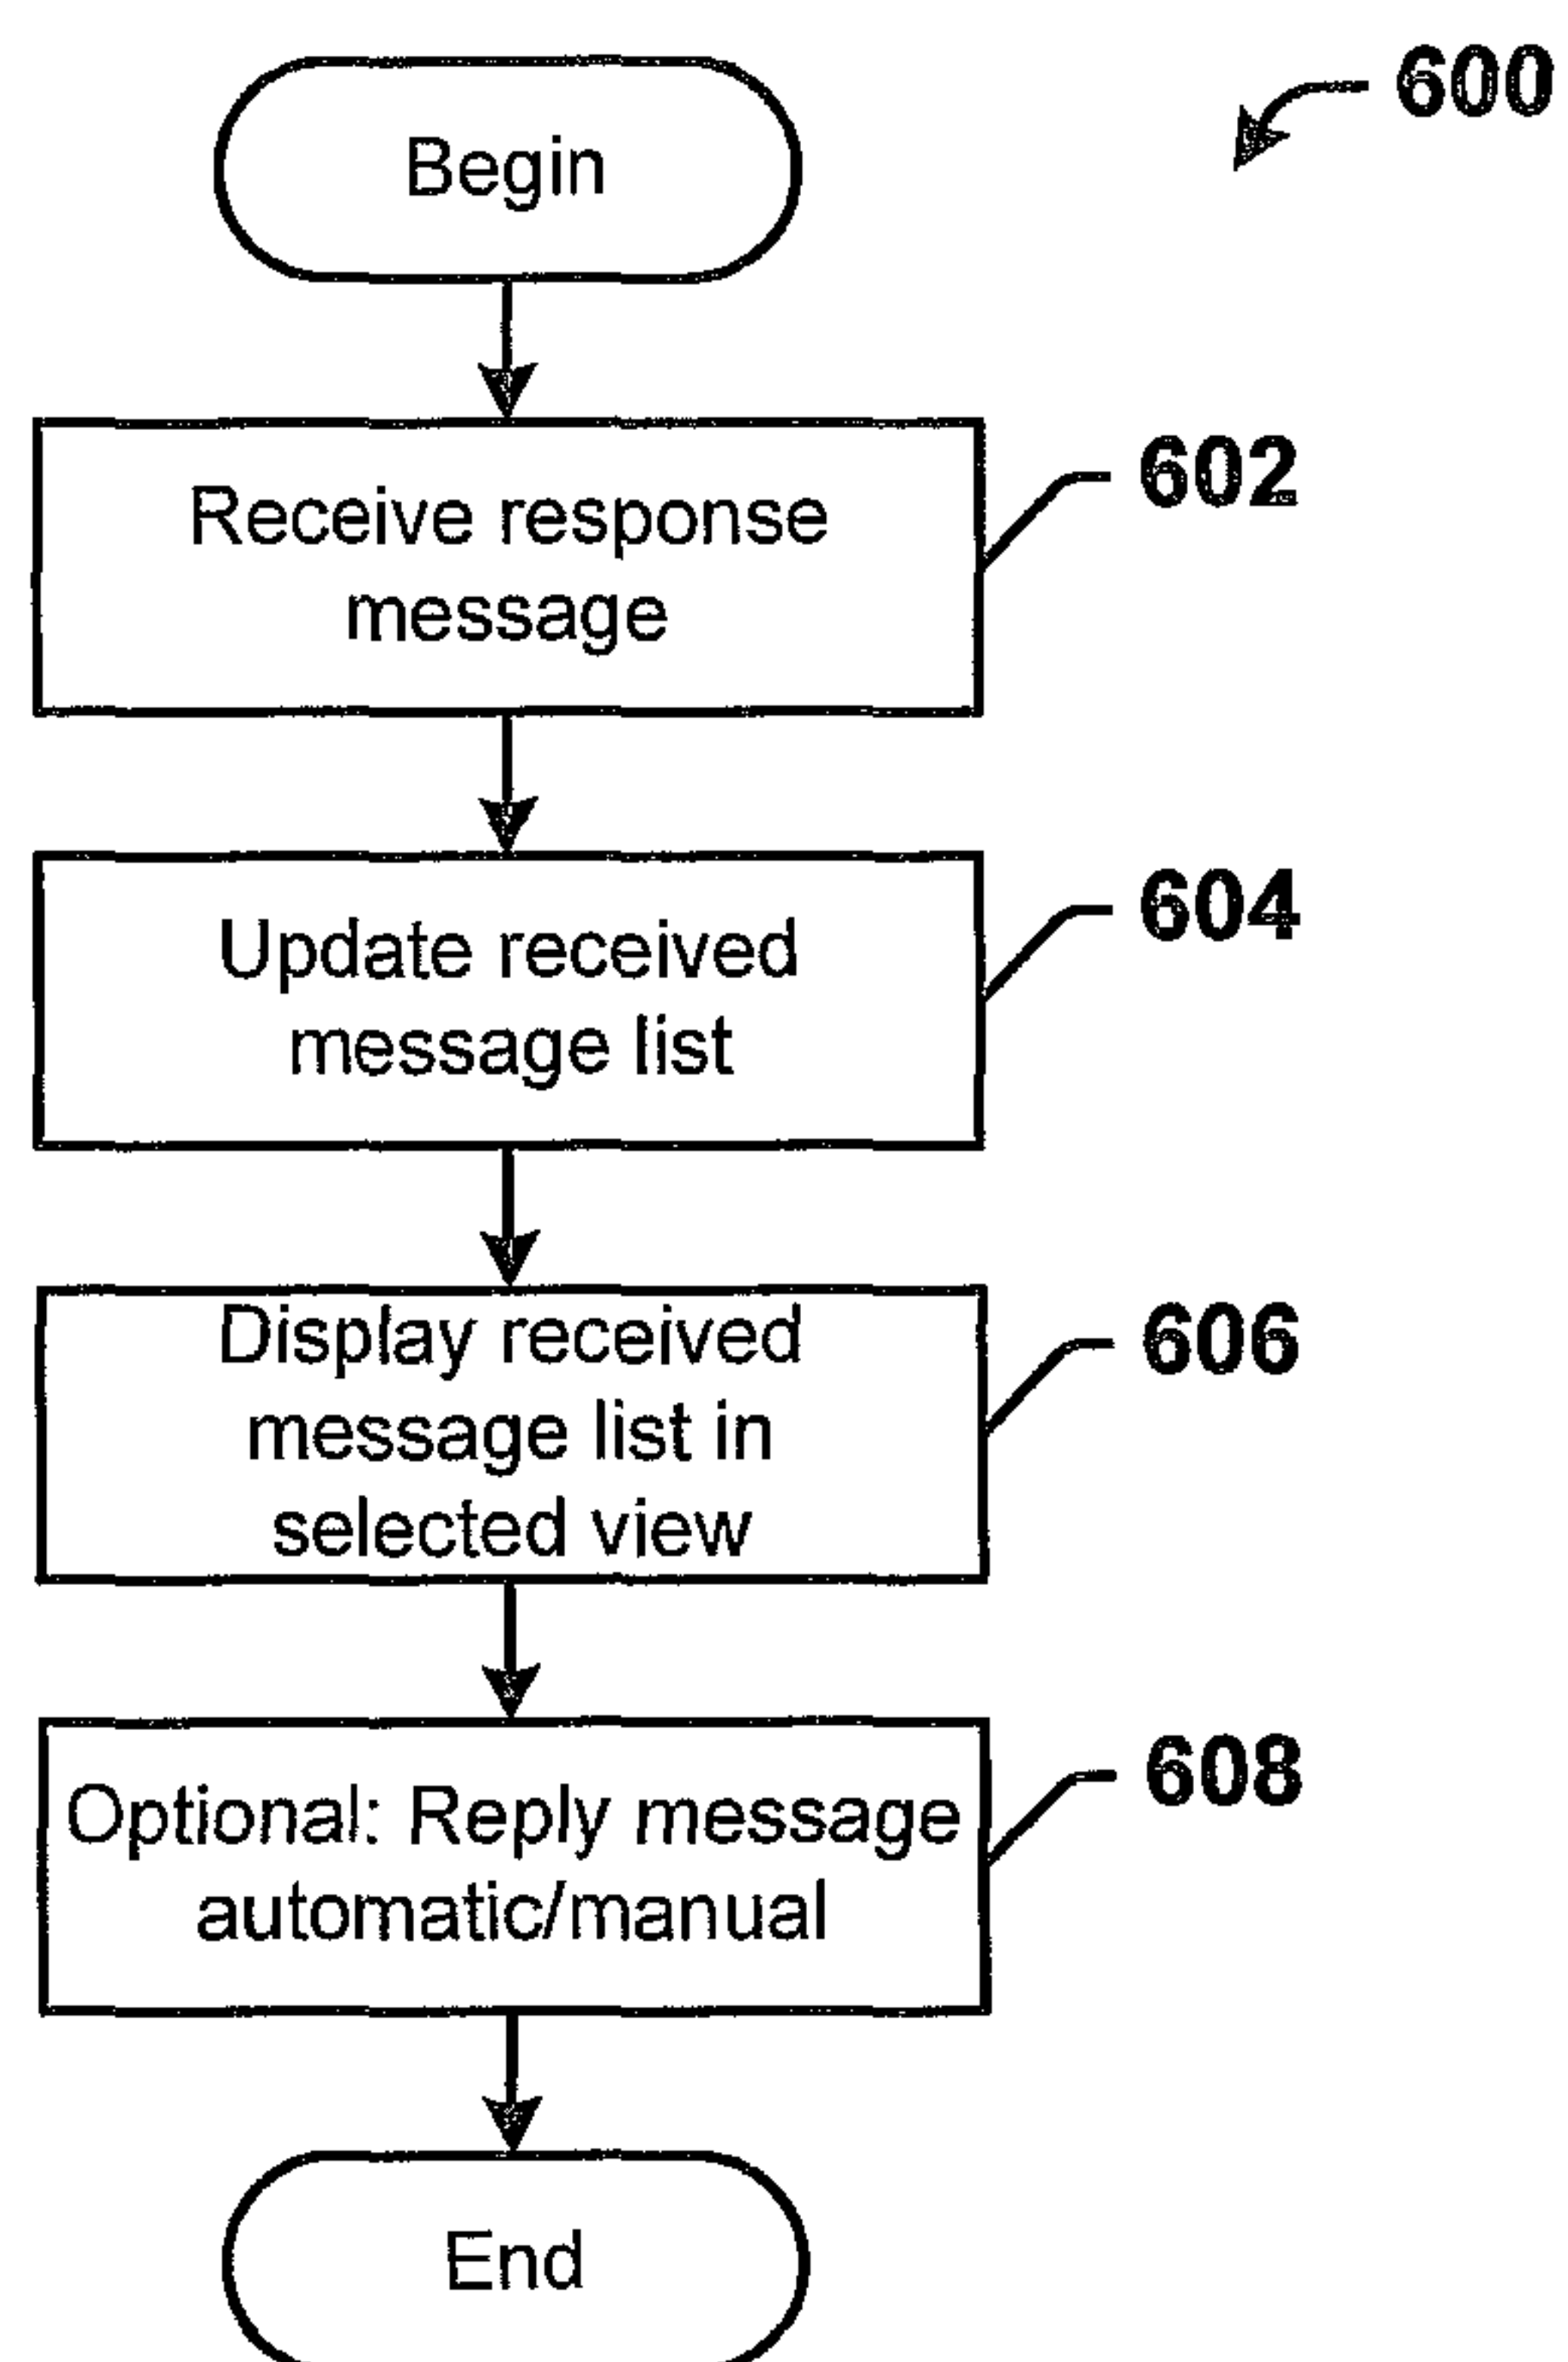 600
Begin
Receive response
message
602
Update received
message list
604
Display received
message list in
selected view
606
Optional: Reply message
automatic/manual
608
End